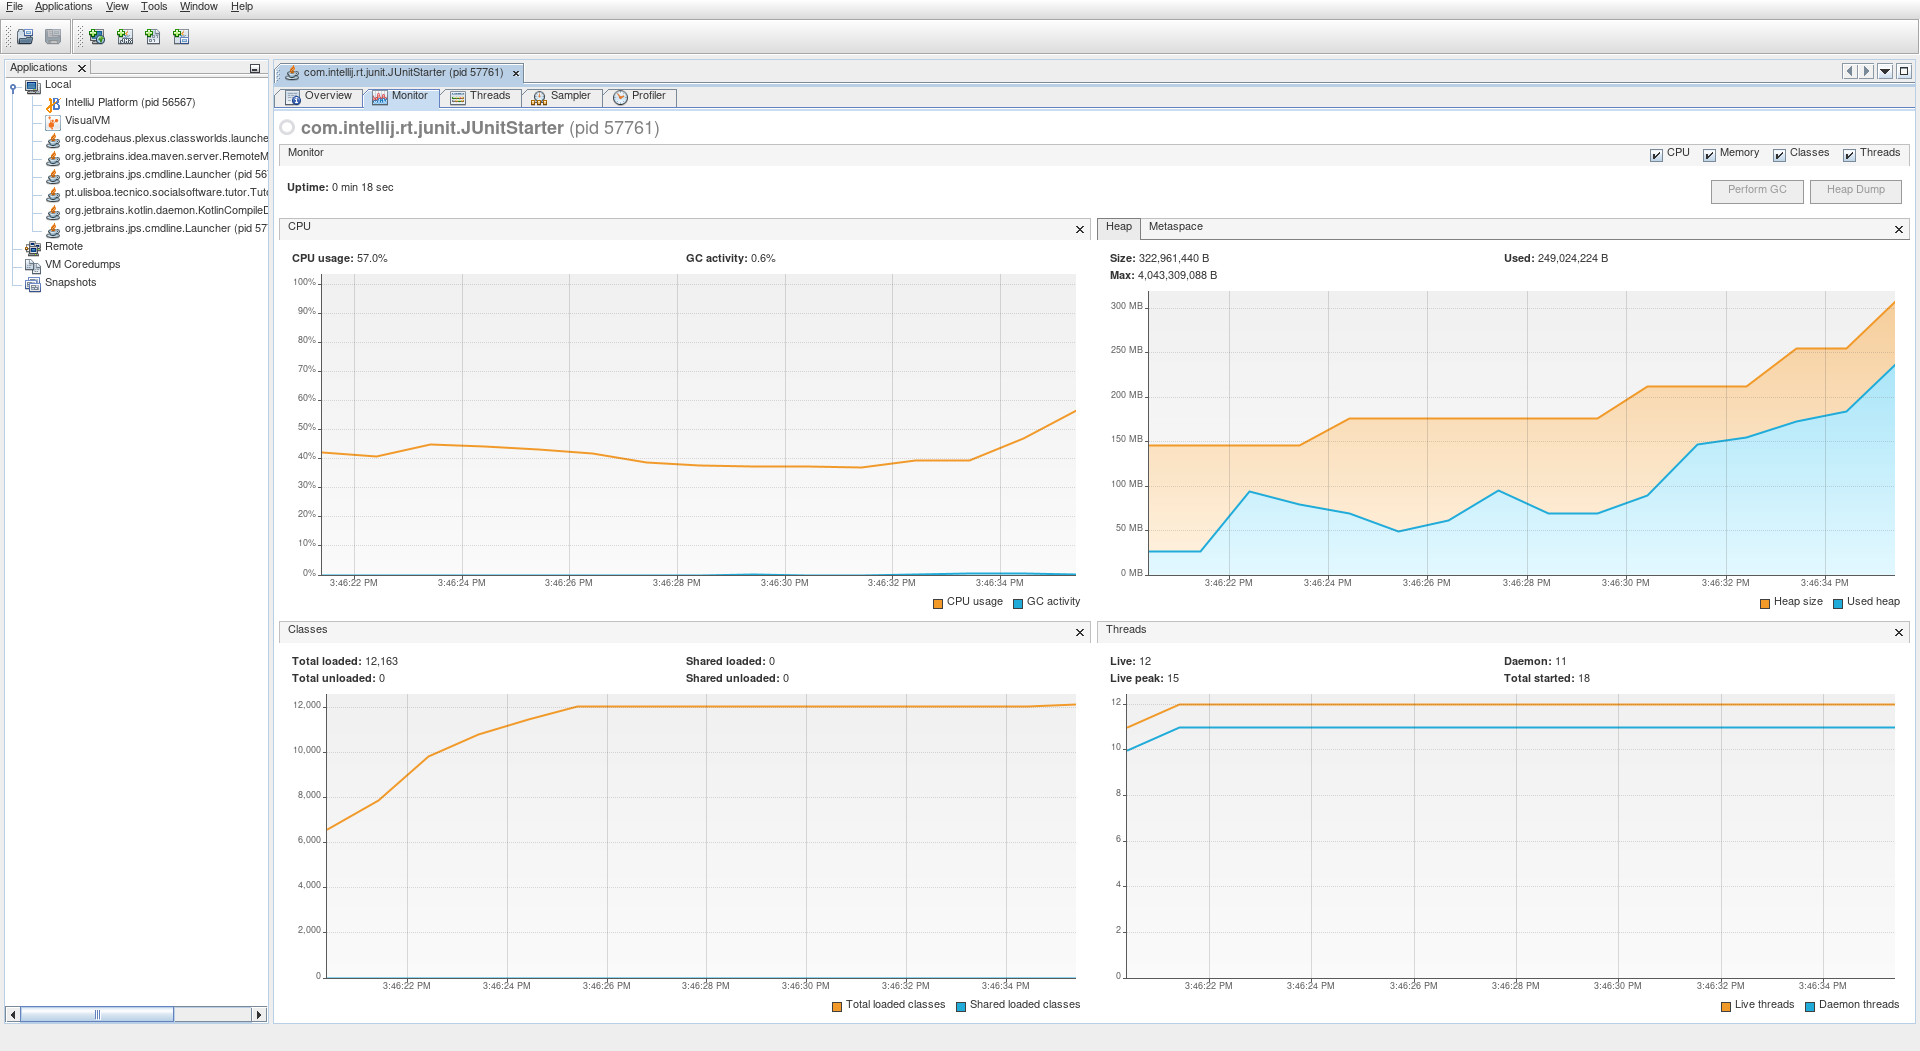 File Applications View Tools Window Help
Applications
Local
IntelliJ Platform (pid 56567)
VisualVM
org.codehaus.plexus.classworlds.launche
org.jetbrains.idea.maven.server.RemoteM
org.jetbrains.jps.cmdline.Launcher (pid 56
pt.ulisboa.tecnico.socialsoftware.tutor.Tut
org.jetbrains.kotlin.daemon.KotlinCompileD
org.jetbrains.jps.cmdline.Launcher (pid 57
Remote
VM Coredumps
Snapshots
com.intellij.rt.junit.JUnitStarter (pid 57761)
Overview Monitor Threads Sampler Profiler
com.intellij.rt.junit.JUnitStarter (pid 57761)
Monitor CPU Memory Classes Threads
Uptime: 0 min 18 sec
Perform GC Heap Dump
CPU
CPU usage: 57.0% GC activity: 0.6%
100%
90%
80%
70%
60%
50%
40%
30%
20%
10%
0%
3:46:22 PM 3:46:24 PM 3:46:26 PM 3:46:28 PM 3:46:30 PM 3:46:32 PM 3:46:34 PM
CPU usage GC activity
Heap Metaspace
Size: 322,961,440 B Used: 249,024,224 B
Max: 4,043,309,088 B
300 MB
250 MB
200 MB
150 MB
100 MB
50 MB
0 MB
3:46:22 PM 3:46:24 PM 3:46:26 PM 3:46:28 PM 3:46:30 PM 3:46:32 PM 3:46:34 PM
Heap size Used heap
Classes
Total loaded: 12,163 Shared loaded: 0
Total unloaded: 0 Shared unloaded: 0
12,000
10,000
8,000
6,000
4,000
2,000
0
3:46:22 PM 3:46:24 PM 3:46:26 PM 3:46:28 PM 3:46:30 PM 3:46:32 PM 3:46:34 PM
Total loaded classes Shared loaded classes
Threads
Live: 12 Daemon: 11
Live peak: 15 Total started: 18
12
10
8
6
4
2
0
3:46:22 PM 3:46:24 PM 3:46:26 PM 3:46:28 PM 3:46:30 PM 3:46:32 PM 3:46:34 PM
Live threads Daemon threads